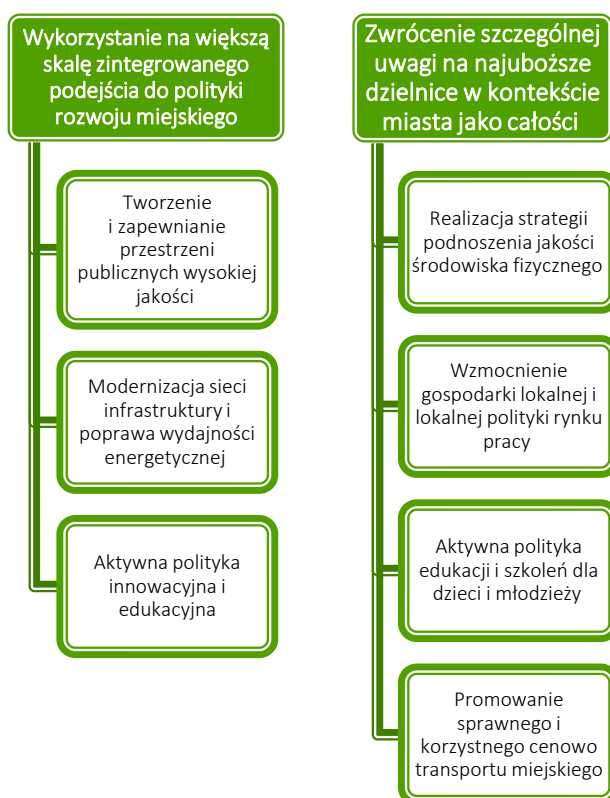 Wykorzystanie na większą
skalę zintegrowanego
podejścia do polityki
rozwoju miejskiego
Tworzenie
i zapewnianie
przestrzeni
publicznych wysokiej
jakości
Modernizacja sieci
infrastruktury i
poprawa wydajności
energetycznej
Aktywna polityka
innowacyjna i
edukacyjna
Zwrócenie szczególnej
uwagi na najuboższe
dzielnice w kontekście
miasta jako całości
Realizacja strategii
podnoszenia jakości
środowiska fizycznego
Wzmocnienie
gospodarki lokalnej i
lokalnej polityki rynku
pracy
Aktywna polityka
edukacji i szkoleń dla
dzieci i młodzieży
Promowanie
sprawnego i
korzystnego cenowo
transportu miejskiego